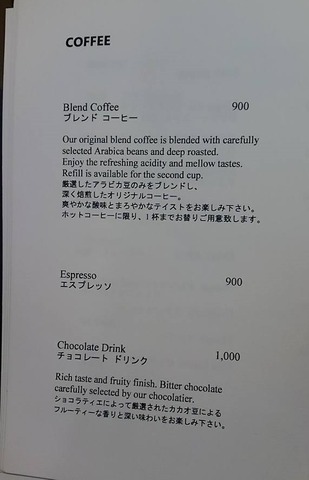 COFFEE
Blend Coffee 900
ブレンド コーヒー
Our original blend coffee is blended with carefully
selected Arabica beans and deep roasted.
Enjoy the refreshing acidity and mellow tastes.
Refill is available for the second cup.
厳選したアラビカ豆のみをブレンドし、
深く焙煎したオリジナルコーヒー。
爽やかな酸味とまろやかなテイストをお楽しみ下さい。
ホットコーヒーに限り、1杯までお替りご用意致します。
Espresso 900
エスプレッソ
Chocolate Drink 1,000
チョコレート ドリンク
Rich taste and fruity finish. Bitter chocolate
carefully selected by our chocolatier.
ショコラティエによって厳選されたカカオ豆による
フルーティーな香りと深い味わいをお楽しみ下さい。